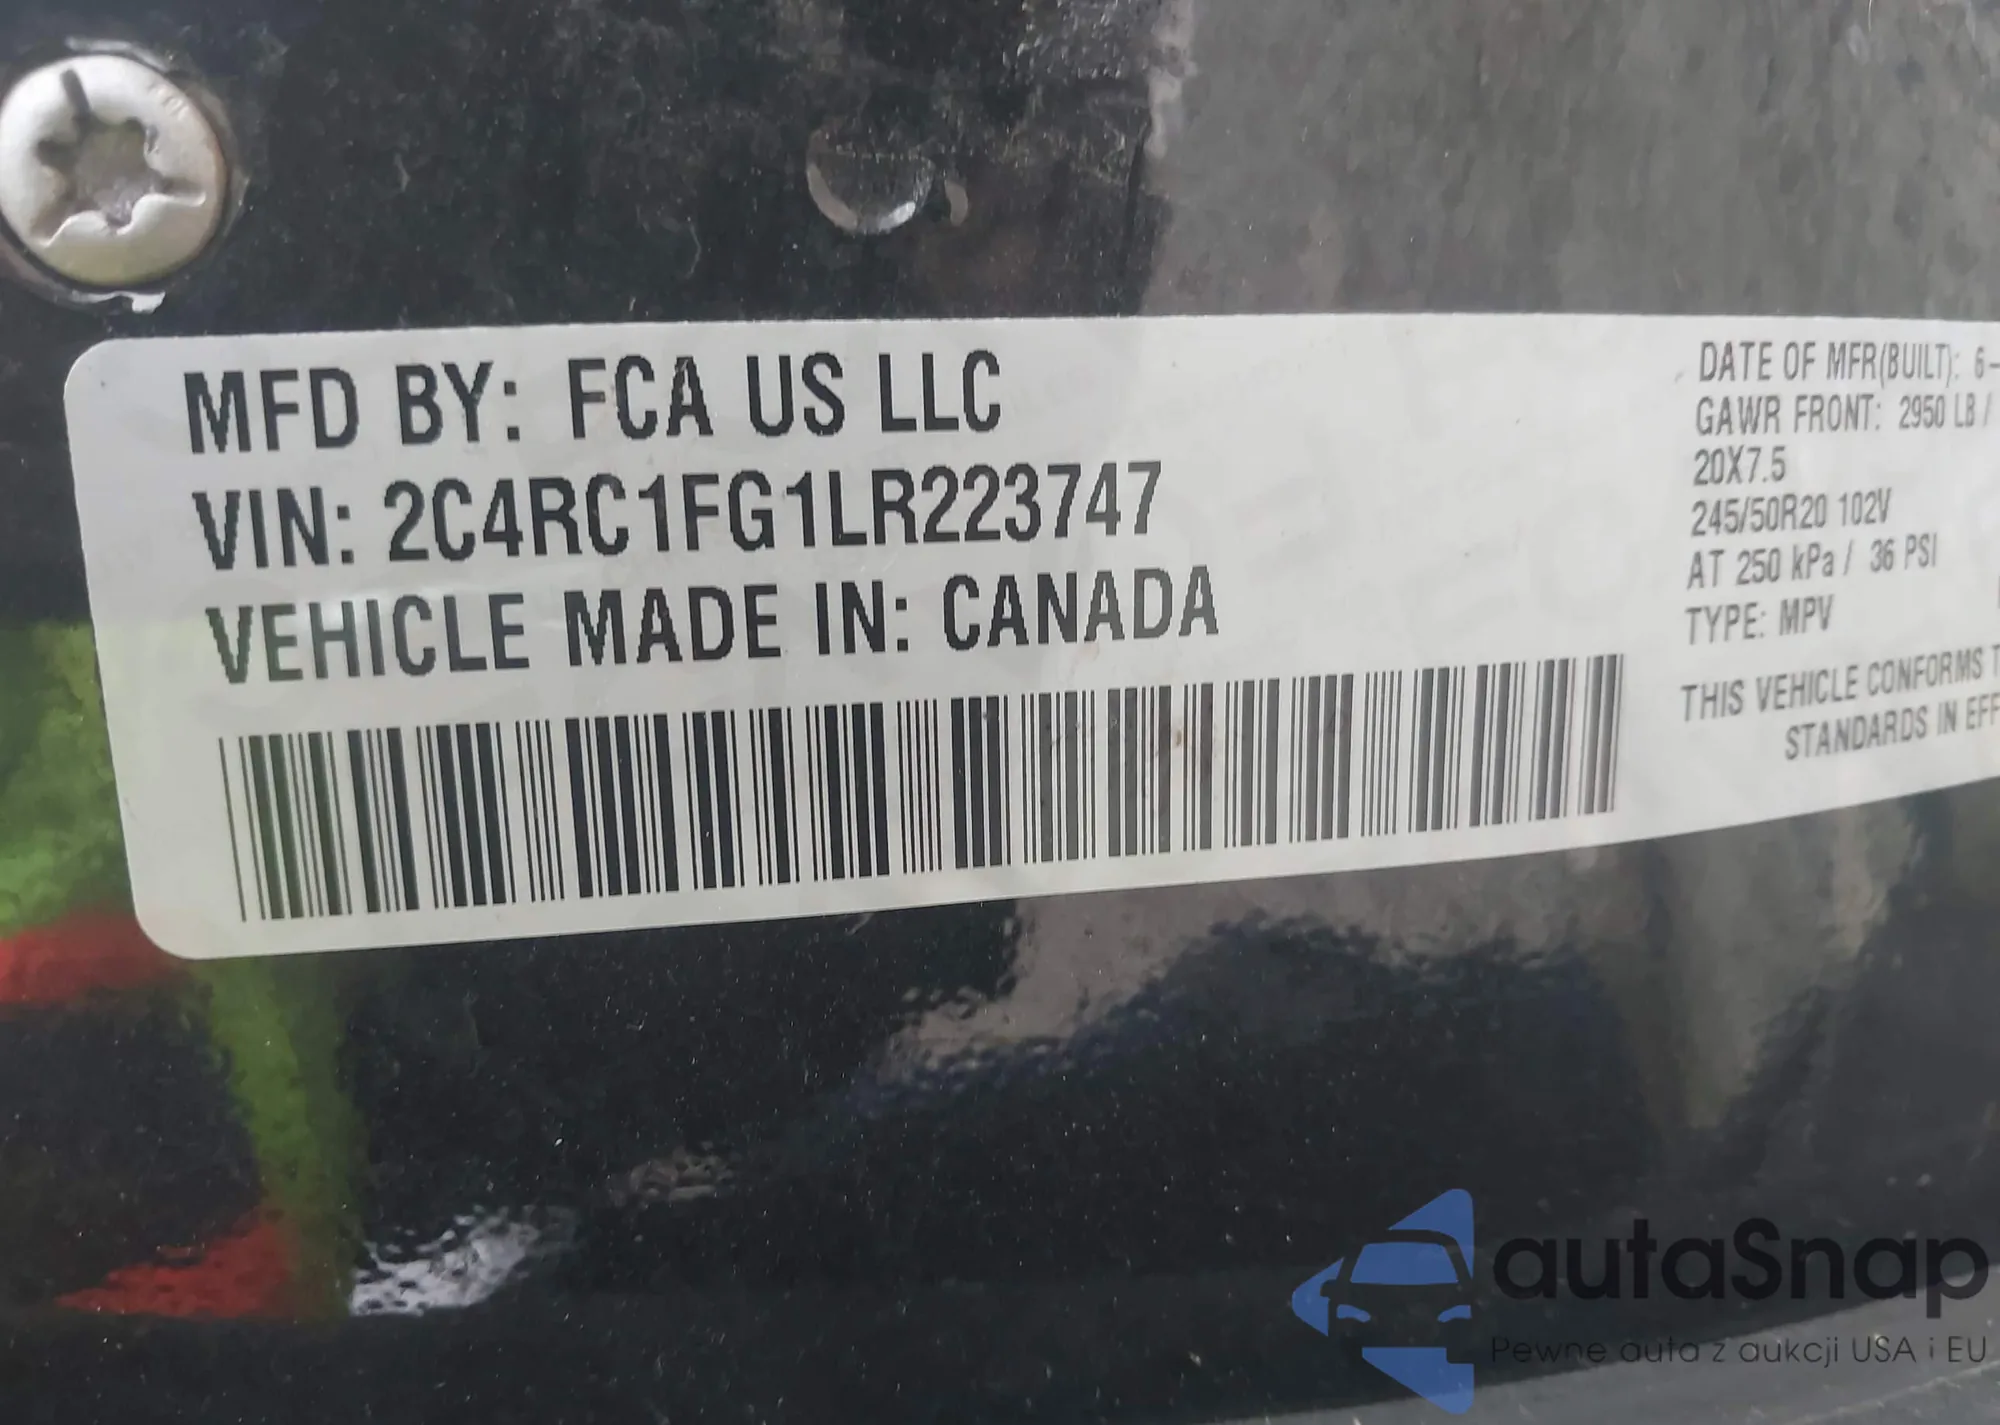 MFD BY: FCA US LLC
VIN: 2C4RC1FG1LR223747
VEHICLE MADE IN: CANADA
DATE OF MFR(BUILT): 6-
GAWR FRONT: 2950 LB /
20X7.5
245/50R20 102V
AT 250 kPa / 36 PSI
TYPE: MPV
THIS VEHICLE CONFORMS
STANDARDS IN
autaSnap
Pewne auta z aukcji USA i EU